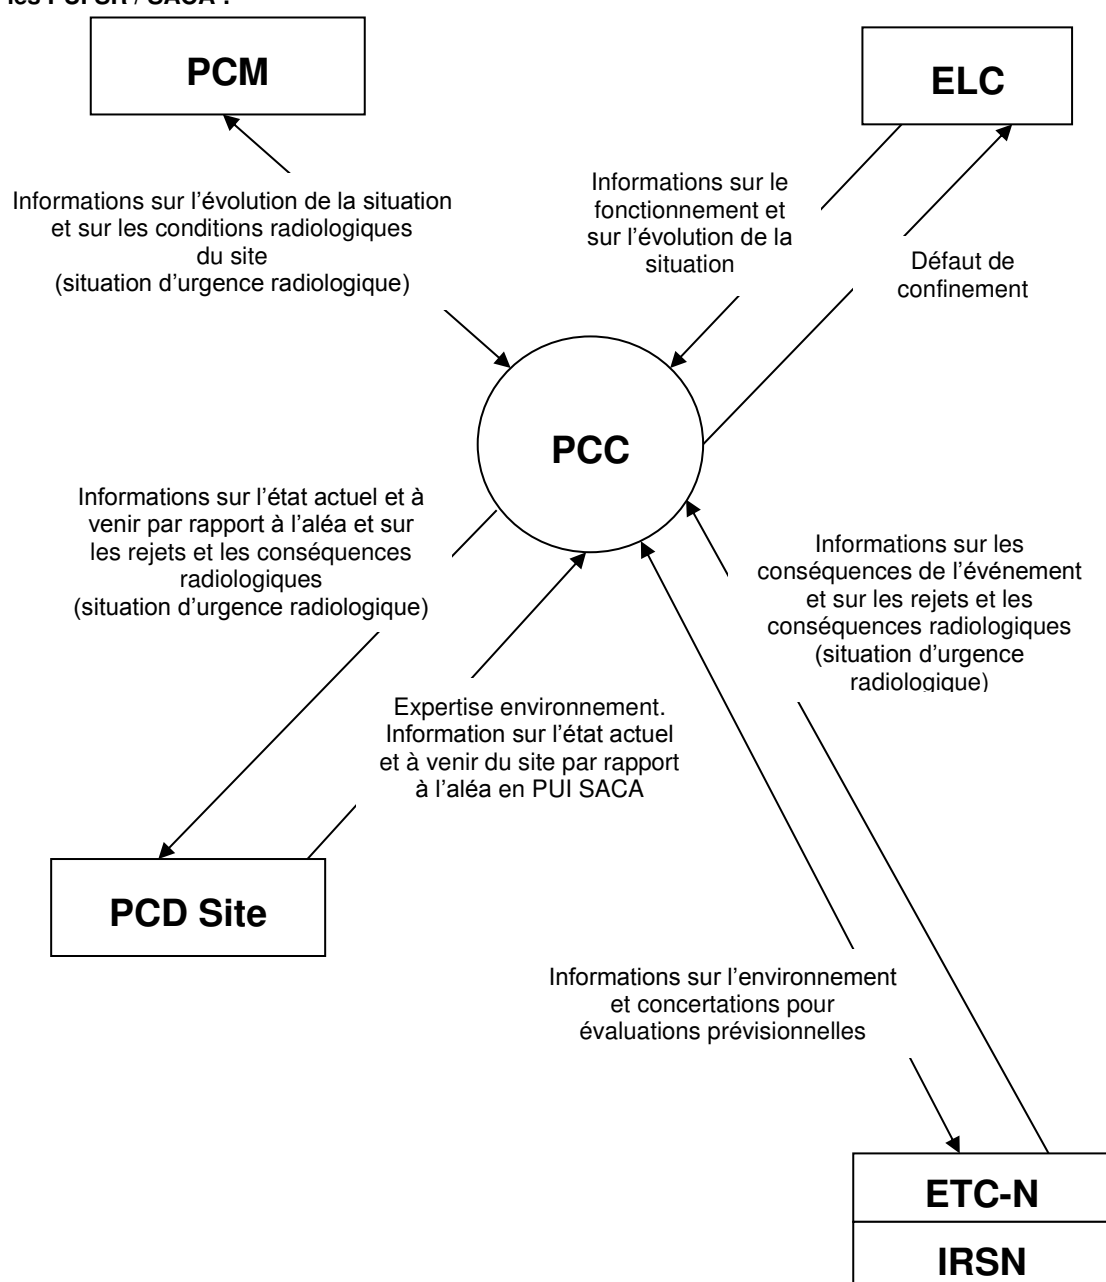 les PUI SR / SACA :
PCM
ELC
Informations sur l'évolution de la situation
et sur les conditions radiologiques
du site
(situation d'urgence radiologique)
Informations sur le
fonctionnement et
sur l'évolution de la
situation
Défaut de
confinement
PCC
Informations sur l'état actuel et à
venir par rapport à l'aléa et sur
les rejets et les conséquences
radiologiques
(situation d'urgence radiologique)
Informations sur les
conséquences de l'événement
et sur les rejets et les
conséquences radiologiques
(situation d'urgence
radiologique)
Expertise environnement.
Information sur l'état actuel
et à venir du site par rapport
à l'aléa en PUI SACA
PCD Site
Informations sur l'environnement
et concertations pour
évaluations prévisionnelles
ETC-N
IRSN